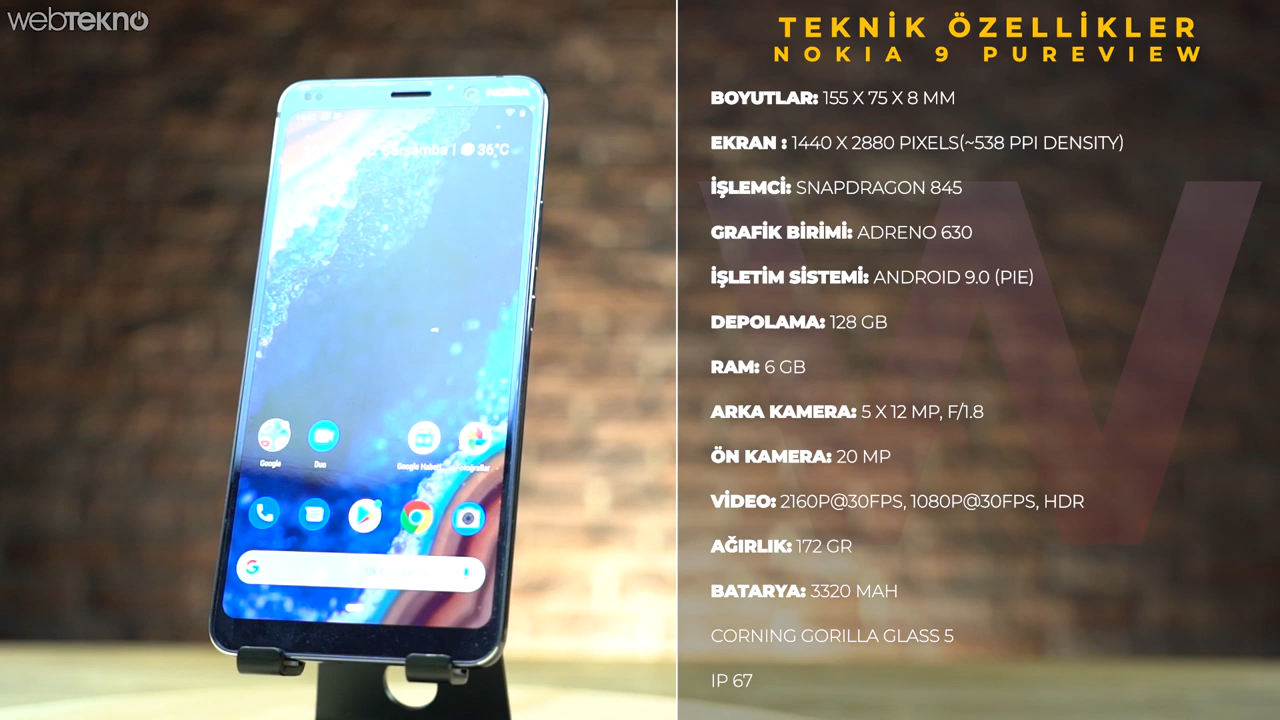 webtekno
TEKNİK ÖZELLİKLER
NOKIA 9 PUREVIEW
BOYUTLAR: 155 X 75 X 8 MM
EKRAN : 1440 X 2880 PIXELS(~538 PPI DENSITY)
İŞLEMCİ: SNAPDRAGON 845
GRAFİK BİRİMİ: ADRENO 630
İŞLETİM SİSTEMİ: ANDROID 9.0 (PIE)
DEPOLAMA: 128 GB
RAM: 6 GB
ARKA KAMERA: 5 X 12 MP, F/1.8
ÖN KAMERA: 20 MP
VİDEO: 2160P@30FPS, 1080P@30FPS, HDR
AĞIRLIK: 172 GR
BATARYA: 3320 MAH
CORNING GORILLA GLASS 5
IP 67
NOKIA
Çarşamba | 36°C
Google Duo Google Haberl